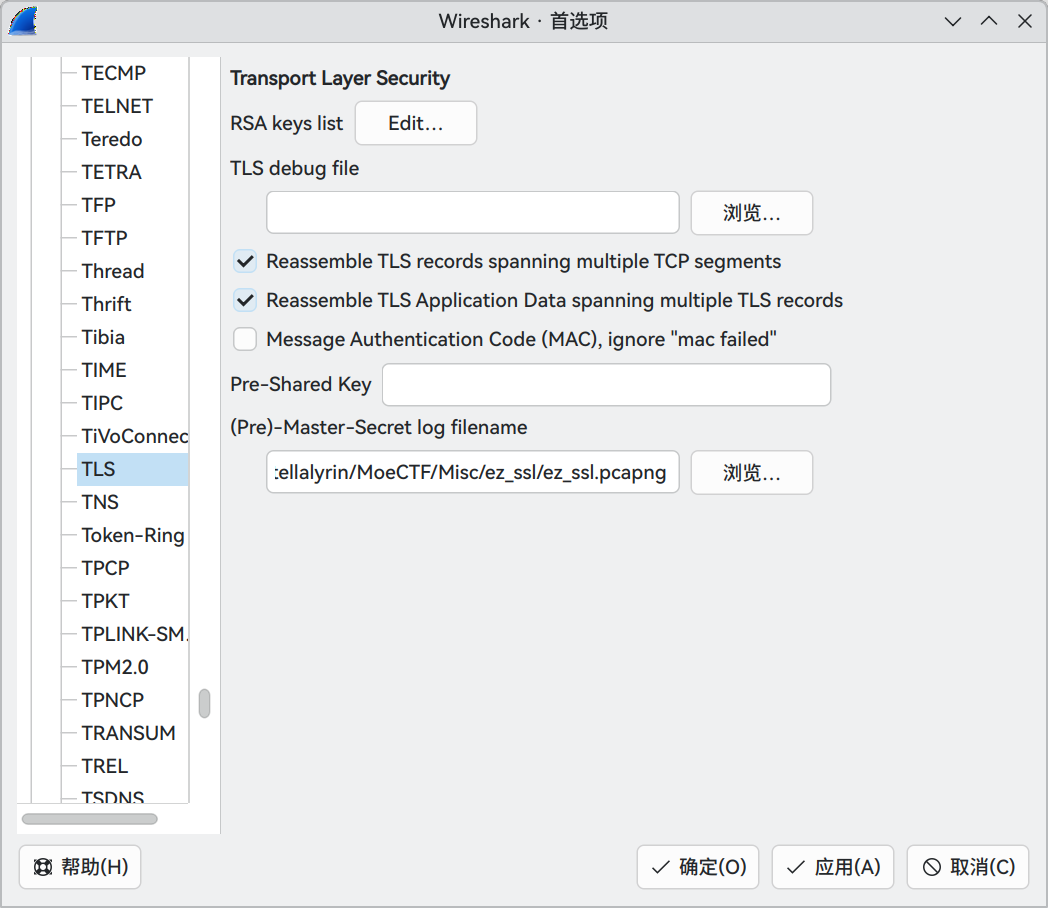 Wireshark · 首选项
TECMP
TELNET
Teredo
TETRA
TFP
TFTP
Thread
Thrift
Tibia
TIME
TIPC
TiVoConnec
TLS
TNS
Token-Ring
TPCP
TPKT
TPLINK-SM.
TPM2.0
TPNCP
TRANSUM
TREL
TSDNS
Transport Layer Security
RSA keys list Edit…
TLS debug file
浏览…
Reassemble TLS records spanning multiple TCP segments
Reassemble TLS Application Data spanning multiple TLS records
Message Authentication Code (MAC), ignore "mac failed"
Pre-Shared Key
(Pre)-Master-Secret log filename
tellalyrin/MoeCTF/Misc/ez_ssl/ez_ssl.pcapng 浏览…
帮助(H) 确定(O) 应用(A) 取消(C)